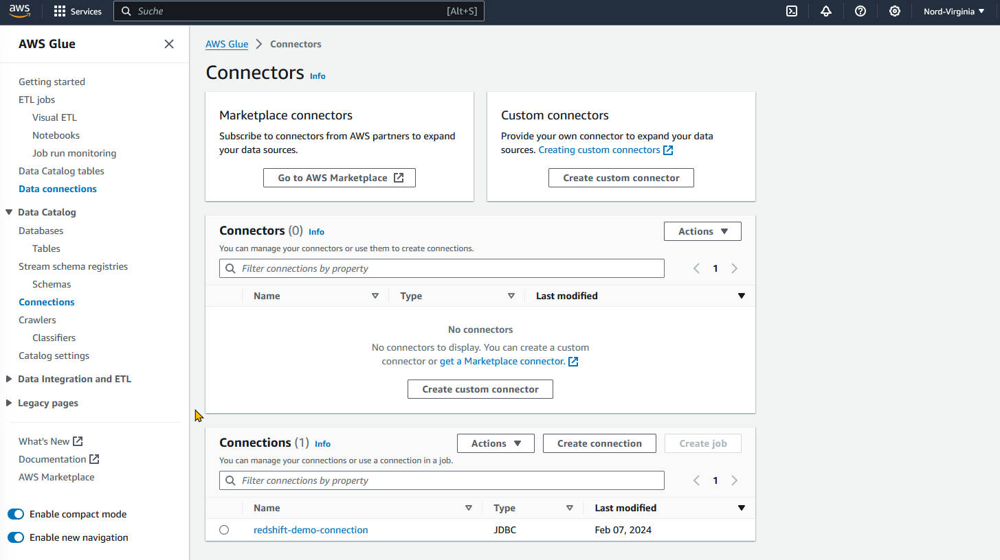 aws
Services
Suche
[Alt+S]
Nord-Virginia
AWS Glue
Getting started
ETL jobs
Visual ETL
Notebooks
Job run monitoring
Data Catalog tables
Data connections
Data Catalog
Databases
Tables
Stream schema registries
Schemas
Connections
Crawlers
Classifiers
Catalog settings
Data Integration and ETL
Legacy pages
What's New
Documentation
AWS Marketplace
Enable compact mode
Enable new navigation
AWS Glue Connectors
Connectors Info
Marketplace connectors
Subscribe to connectors from AWS partners to expand
your data sources.
Go to AWS Marketplace
Custom connectors
Provide your own connector to expand your data
sources. Creating custom connectors
Create custom connector
Connectors (0) Info
Actions
You can manage your connectors or use them to create connections.
Filter connections by property
1
Name Type Last modified
No connectors
No connectors to display. You can create a custom
connector or get a Marketplace connector.
Create custom connector
Connections (1) Info
Actions
Create connection
Create job
You can manage your connections or use a connection in a job.
Filter connections by property
1
Name Type Last modified
redshift-demo-connection JDBC Feb 07, 2024